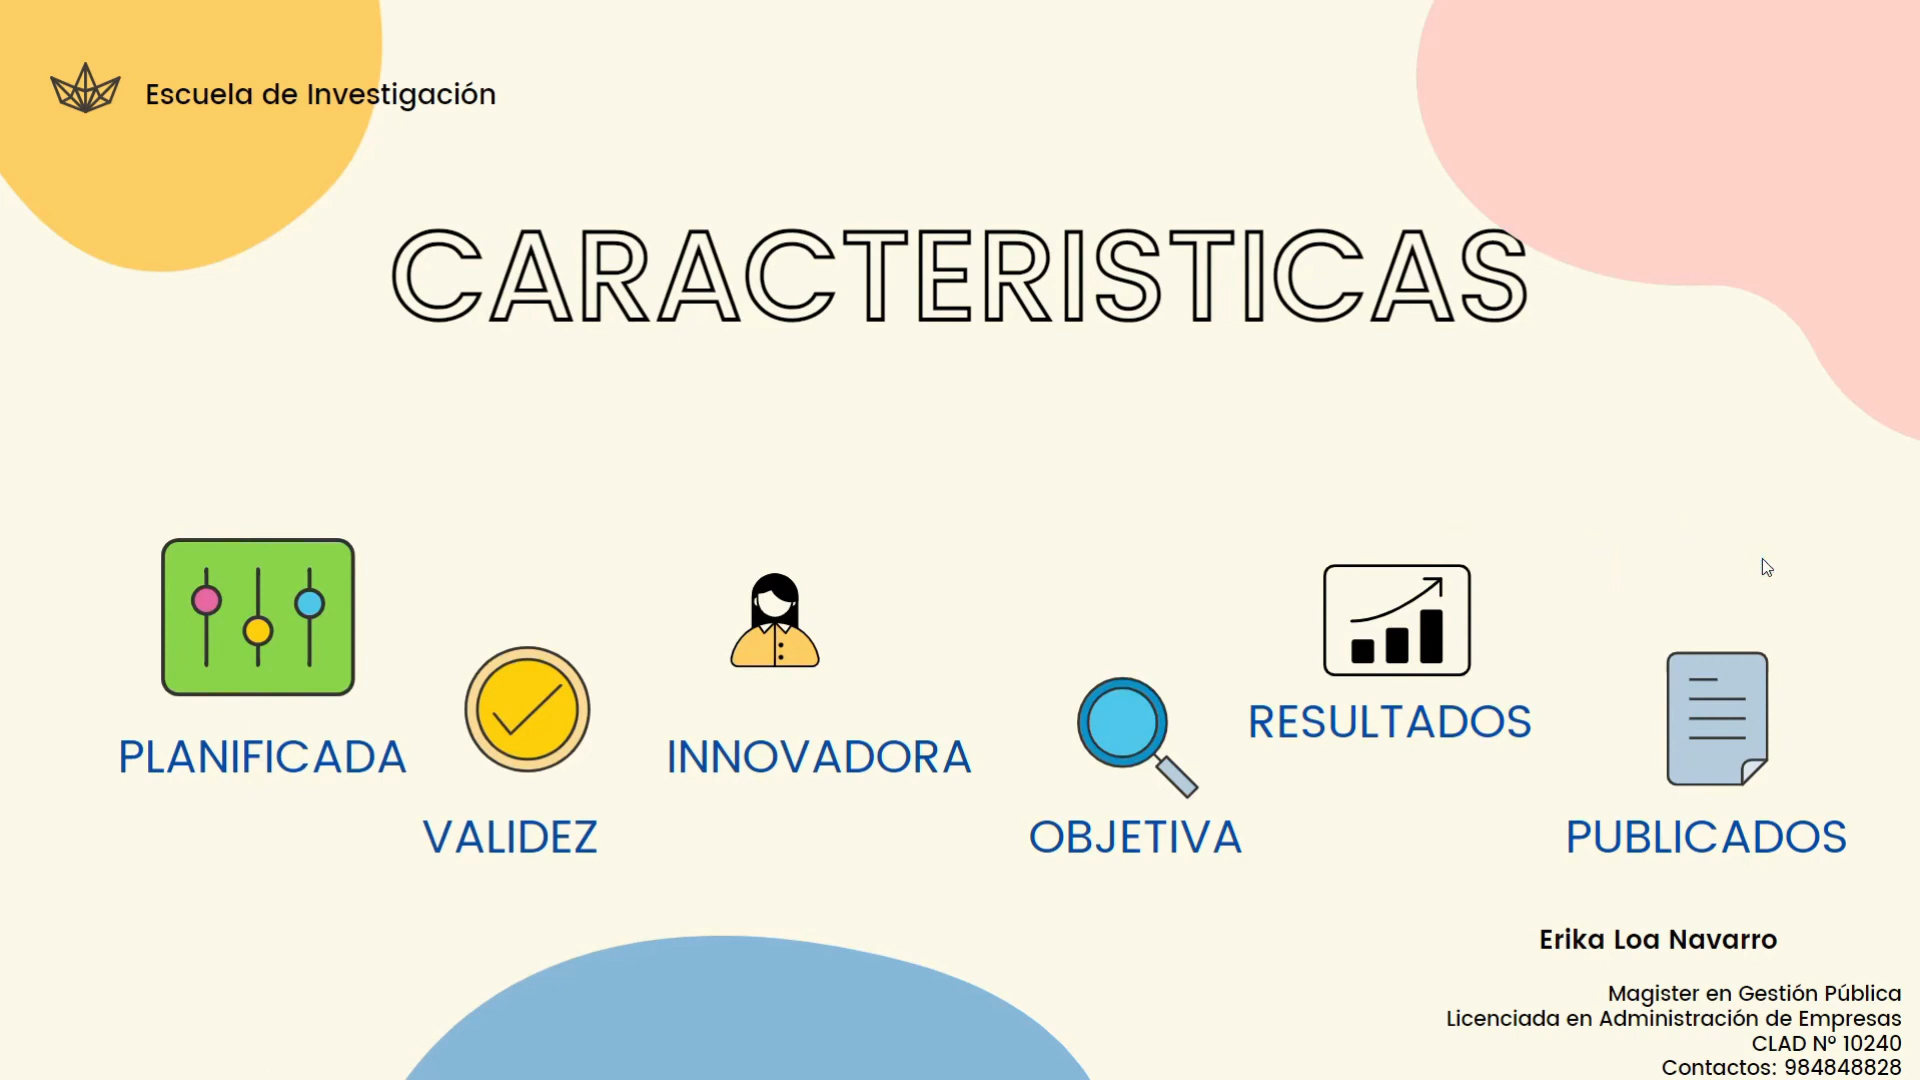 Escuela de Investigación
CARACTERISTICAS
PLANIFICADA
VALIDEZ
INNOVADORA
OBJETIVA
RESULTADOS
PUBLICADOS
Erika Loa Navarro
Magister en Gestión Pública
Licenciada en Administración de Empresas
CLAD Nº 10240
Contactos: 984848828